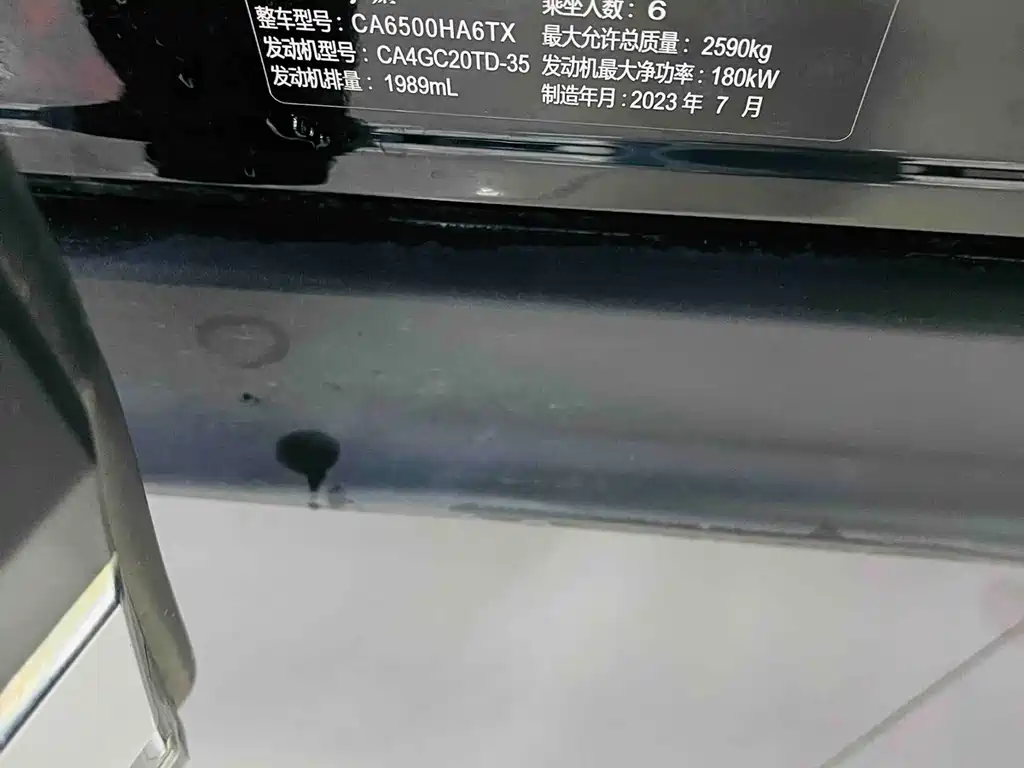 乘坐人数: 6
整车型号: CA6500HA6TX
最大允许总质量: 2590kg
发动机型号: CA4GC20TD-35
发动机最大净功率: 180kW
发动机排量: 1989mL
制造年月: 2023 年 7 月